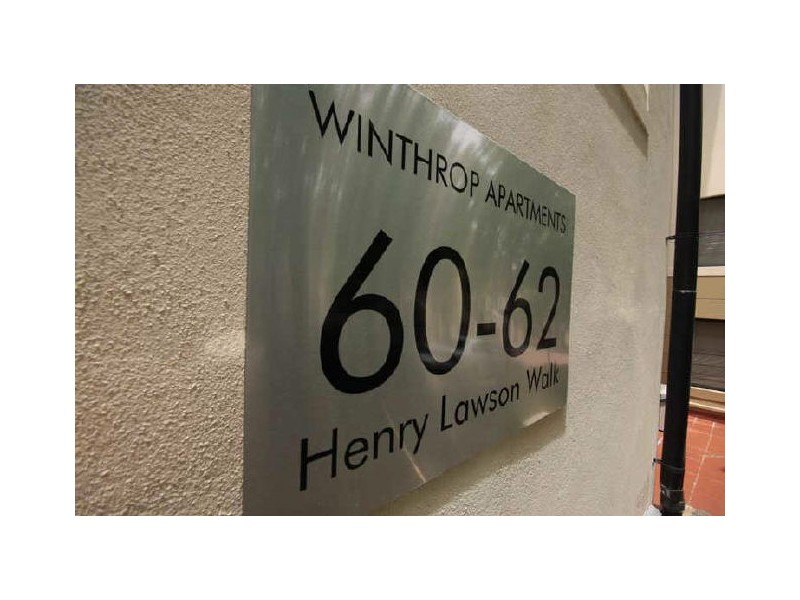 WINTHROP APARTMENTS
60-62
Henry Lawson Walk